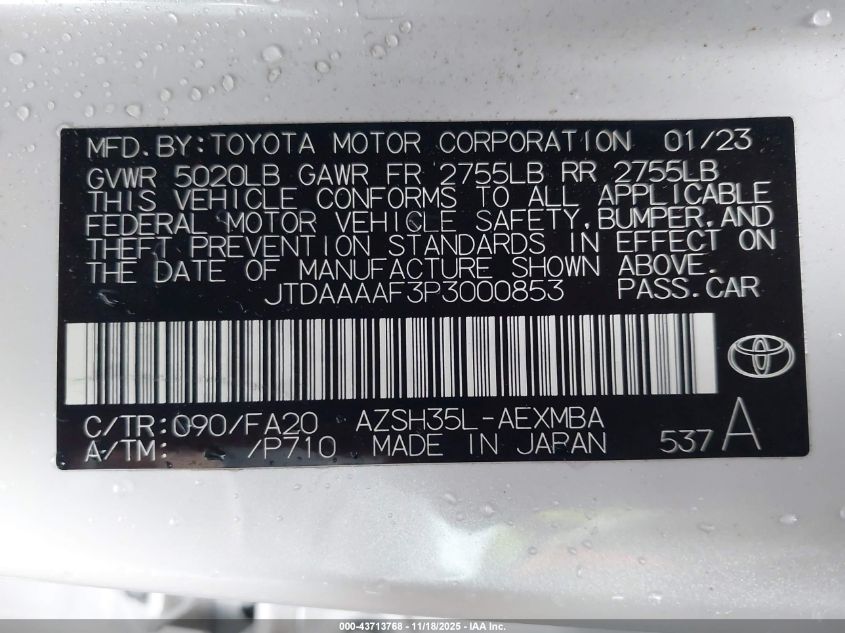 MFD.BY:TOYOTA MOTOR CORPORATION 01/23
GVWR 5020LB GAWR FR 2755LB RR 2755LB
THIS VEHICLE CONFORMS TO ALL APPLICABLE
FEDERAL MOTOR VEHICLE SAFETY,BUMPER,AND
THEFT PREVENTION STANDARDS IN EFFECT ON
THE DATE OF MANUFACTURE SHOWN ABOVE.
JTDAAAAF3P3000853 PASS.CAR
C/TR:090/FA20 AZSH35L-AEXMBA
A/TM: /P710 MADE IN JAPAN 537A
000-43713768 - 11/18/2025 - IAA Inc.